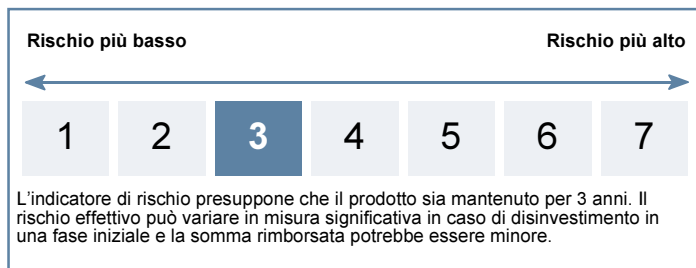 Rischio più basso Rischio più alto
1 2 3 4 5 6 7
L'indicatore di rischio presuppone che il prodotto sia mantenuto per 3 anni. Il
rischio effettivo può variare in misura significativa in caso di disinvestimento in
una fase iniziale e la somma rimborsata potrebbe essere minore.